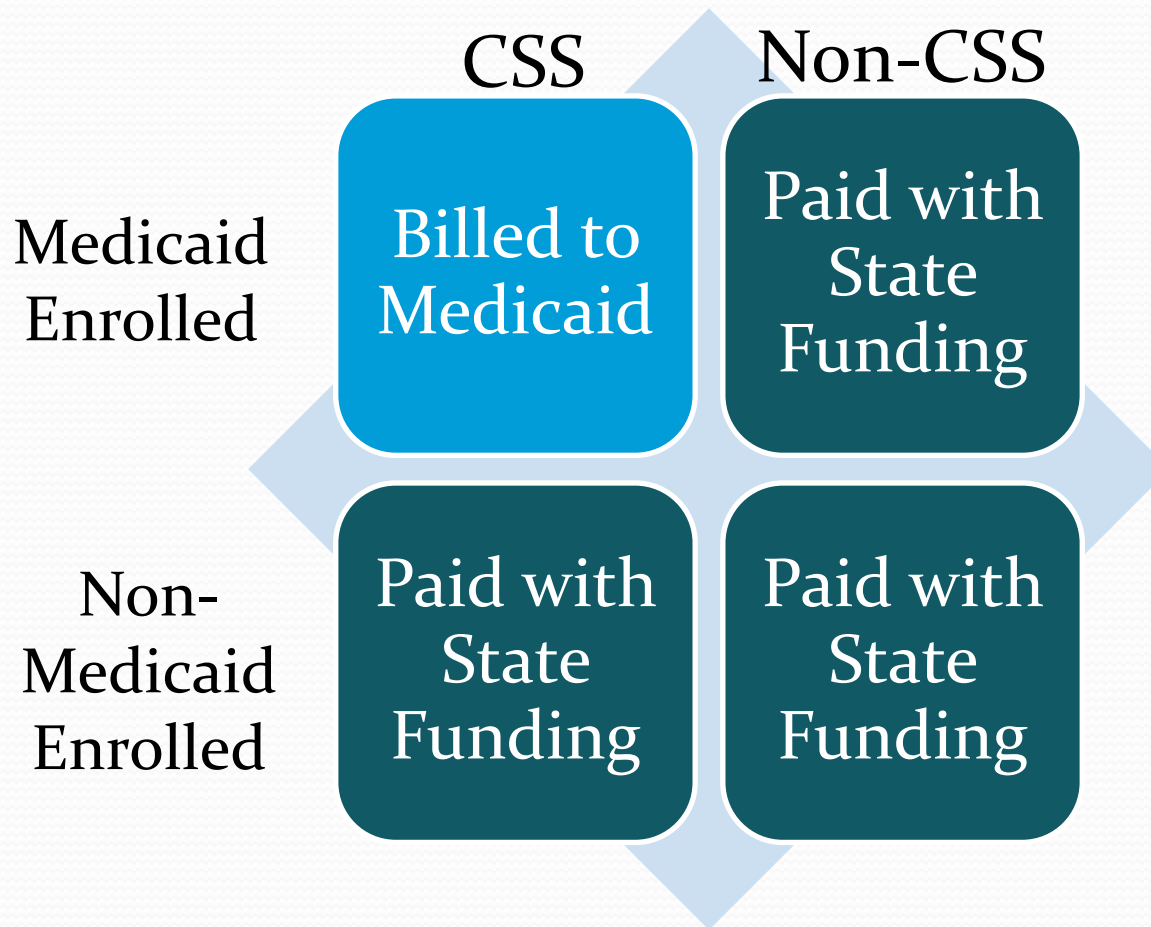 CSS
Non-CSS
Medicaid
Enrolled
Billed to
Medicaid
Paid with
State
Funding
Non-
Medicaid
Enrolled
Paid with
State
Funding
Paid with
State
Funding